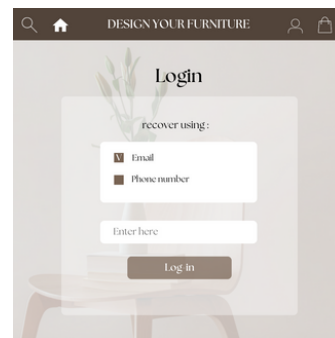 DESIGN YOUR FURNITURE
Login
recover using :
V Email
Phone number
Enter here
Log-in